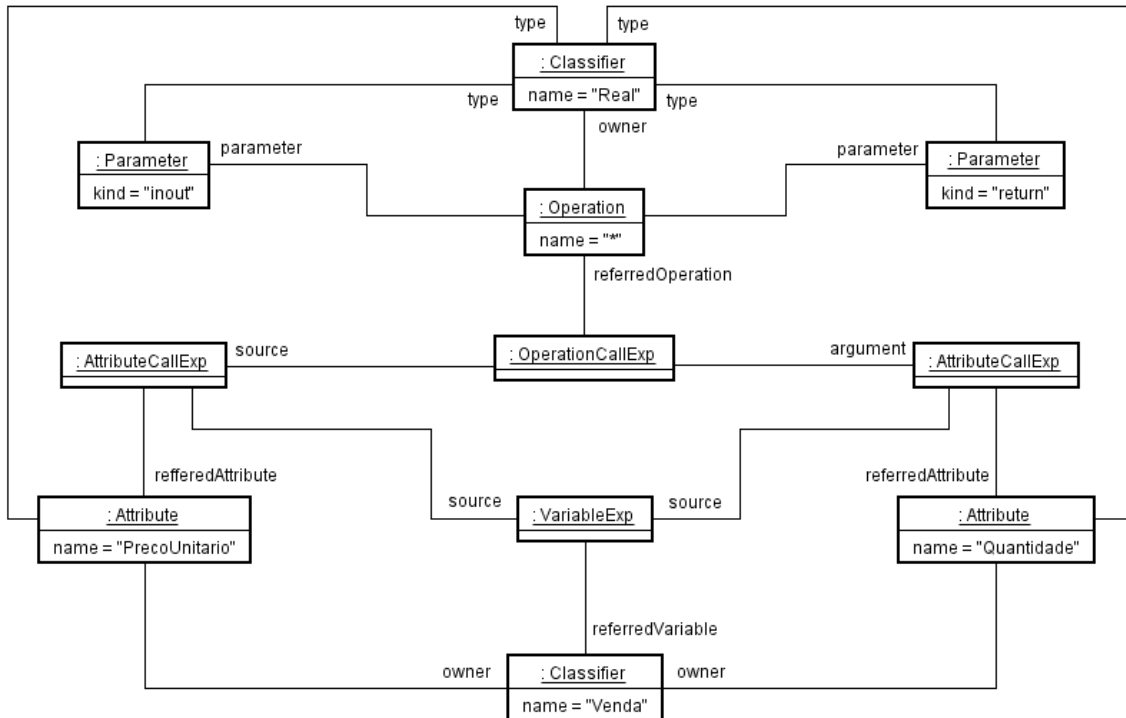 type
type
: Classifier
name = "Real"
type
type
owner
parameter
parameter
: Parameter
kind = "inout"
: Parameter
kind = "return"
: Operation
name = "*"
referredOperation
: AttributeCallExp
source
: OperationCallExp
argument
: AttributeCallExp
refferedAttribute
referredAttribute
source
source
: Attribute
name = "PrecoUnitario"
: VariableExp
: Attribute
name = "Quantidade"
referredVariable
owner
: Classifier
name = "Venda"
owner